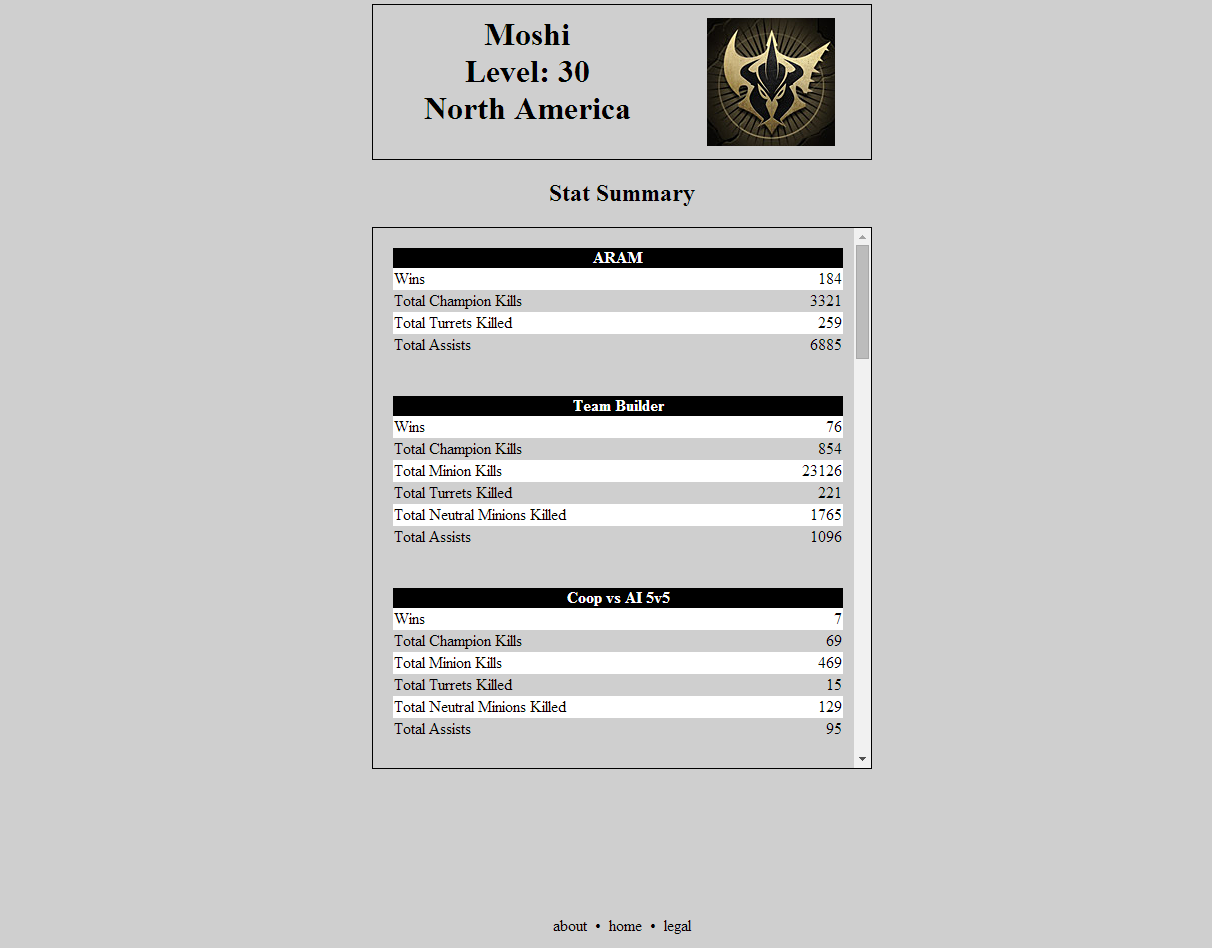 Moshi
Level: 30
North America
Stat Summary
ARAM
Wins 184
Total Champion Kills 3321
Total Turrets Killed 259
Total Assists 6885
Team Builder
Wins 76
Total Champion Kills 854
Total Minion Kills 23126
Total Turrets Killed 221
Total Neutral Minions Killed 1765
Total Assists 1096
Coop vs AI 5v5
Wins 7
Total Champion Kills 69
Total Minion Kills 469
Total Turrets Killed 15
Total Neutral Minions Killed 129
Total Assists 95
about • home • legal